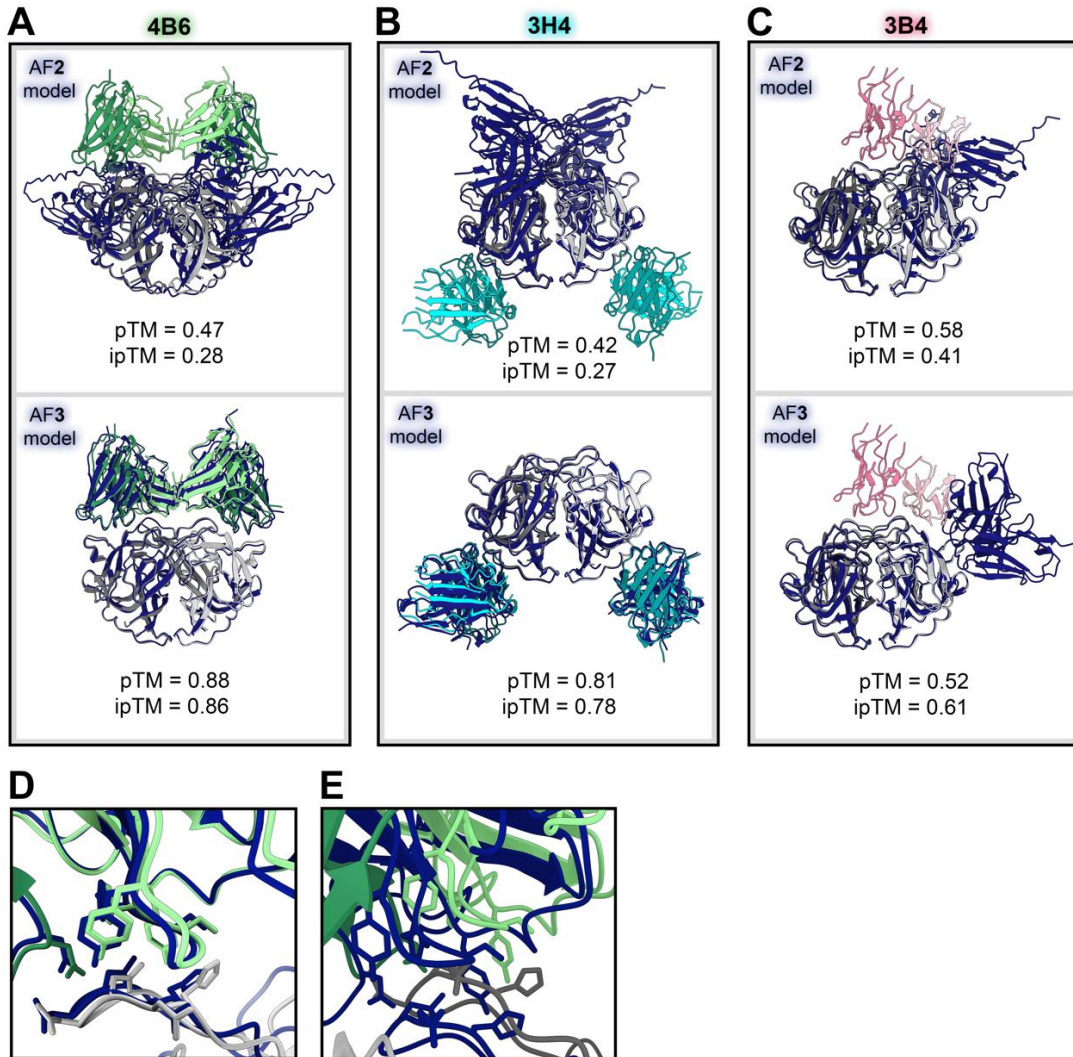 A
4B6
AF2
model
pTM = 0.47
ipTM = 0.28
AF3
model
pTM = 0.88
ipTM = 0.86
B
3H4
AF2
model
pTM = 0.42
ipTM = 0.27
AF3
model
pTM = 0.81
ipTM = 0.78
C
3B4
AF2
model
pTM = 0.58
ipTM = 0.41
AF3
model
pTM = 0.52
ipTM = 0.61
D
E